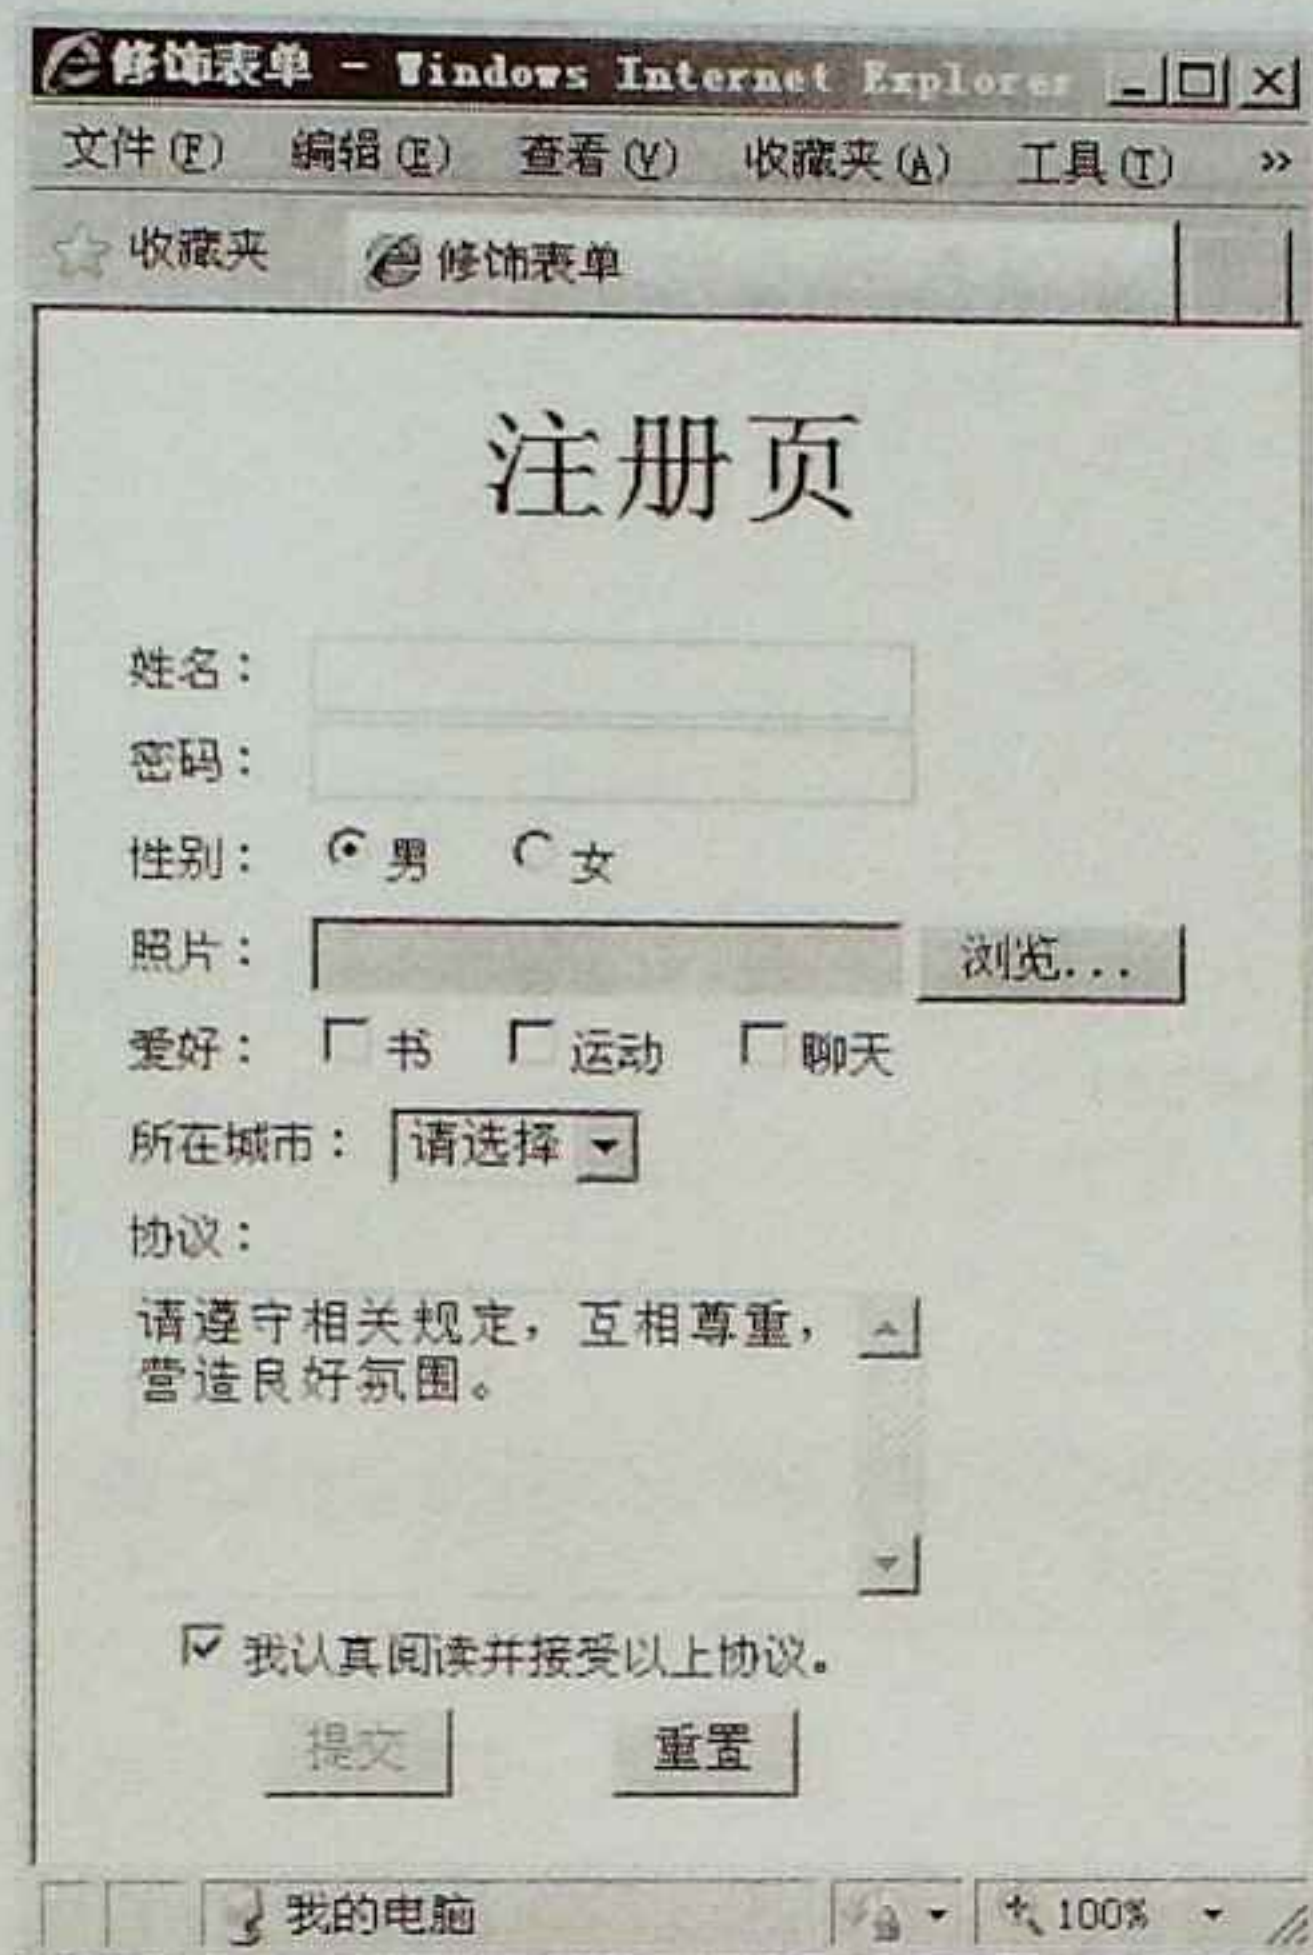 修饰表单 - Windows Internet Explorer
文件(F) 编辑(E) 查看(V) 收藏夹(A) 工具(T) »
收藏夹 修饰表单
注册页
姓名：
密码：
性别： 男 女
照片： 浏览...
爱好： 书 运动 聊天
所在城市： 请选择
协议：
请遵守相关规定，互相尊重，
营造良好氛围。
我认真阅读并接受以上协议。
提交 重置
我的电脑 100%